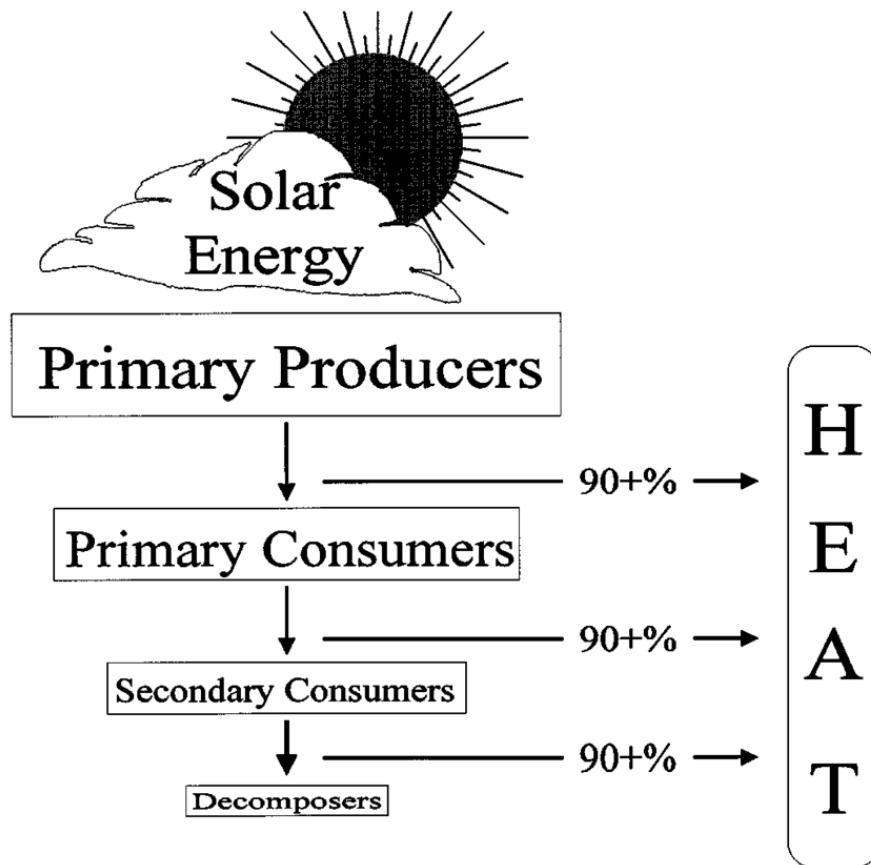 Solar
Energy
Primary Producers
90+%
Primary Consumers
90+%
Secondary Consumers
90+%
Decomposers
H
E
A
T